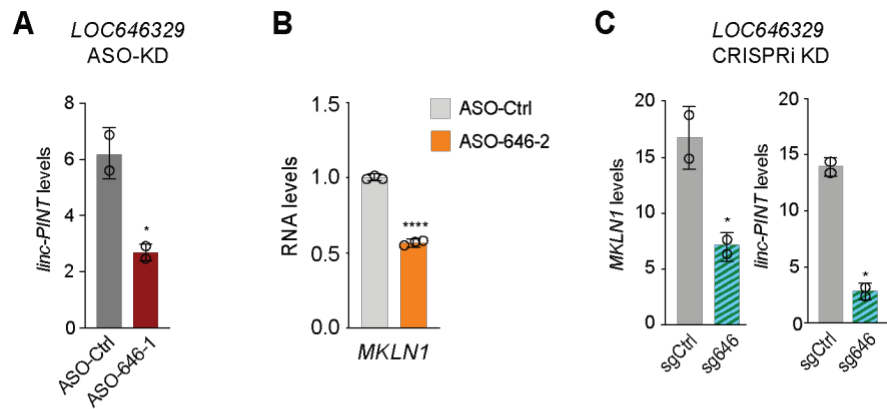 A
LOC646329
ASO-KD
linc-PINT levels
8
6
4
2
0
*
ASO-Ctrl
ASO-646-1
B
ASO-Ctrl
ASO-646-2
RNA levels
1.5
1.0
0.5
0.0
****
MKLN1
C
LOC646329
CRISPRi KD
MKLN1 levels
20
15
10
5
0
*
sgCtrl
sg646
linc-PINT levels
20
15
10
5
0
*
sgCtrl
sg646